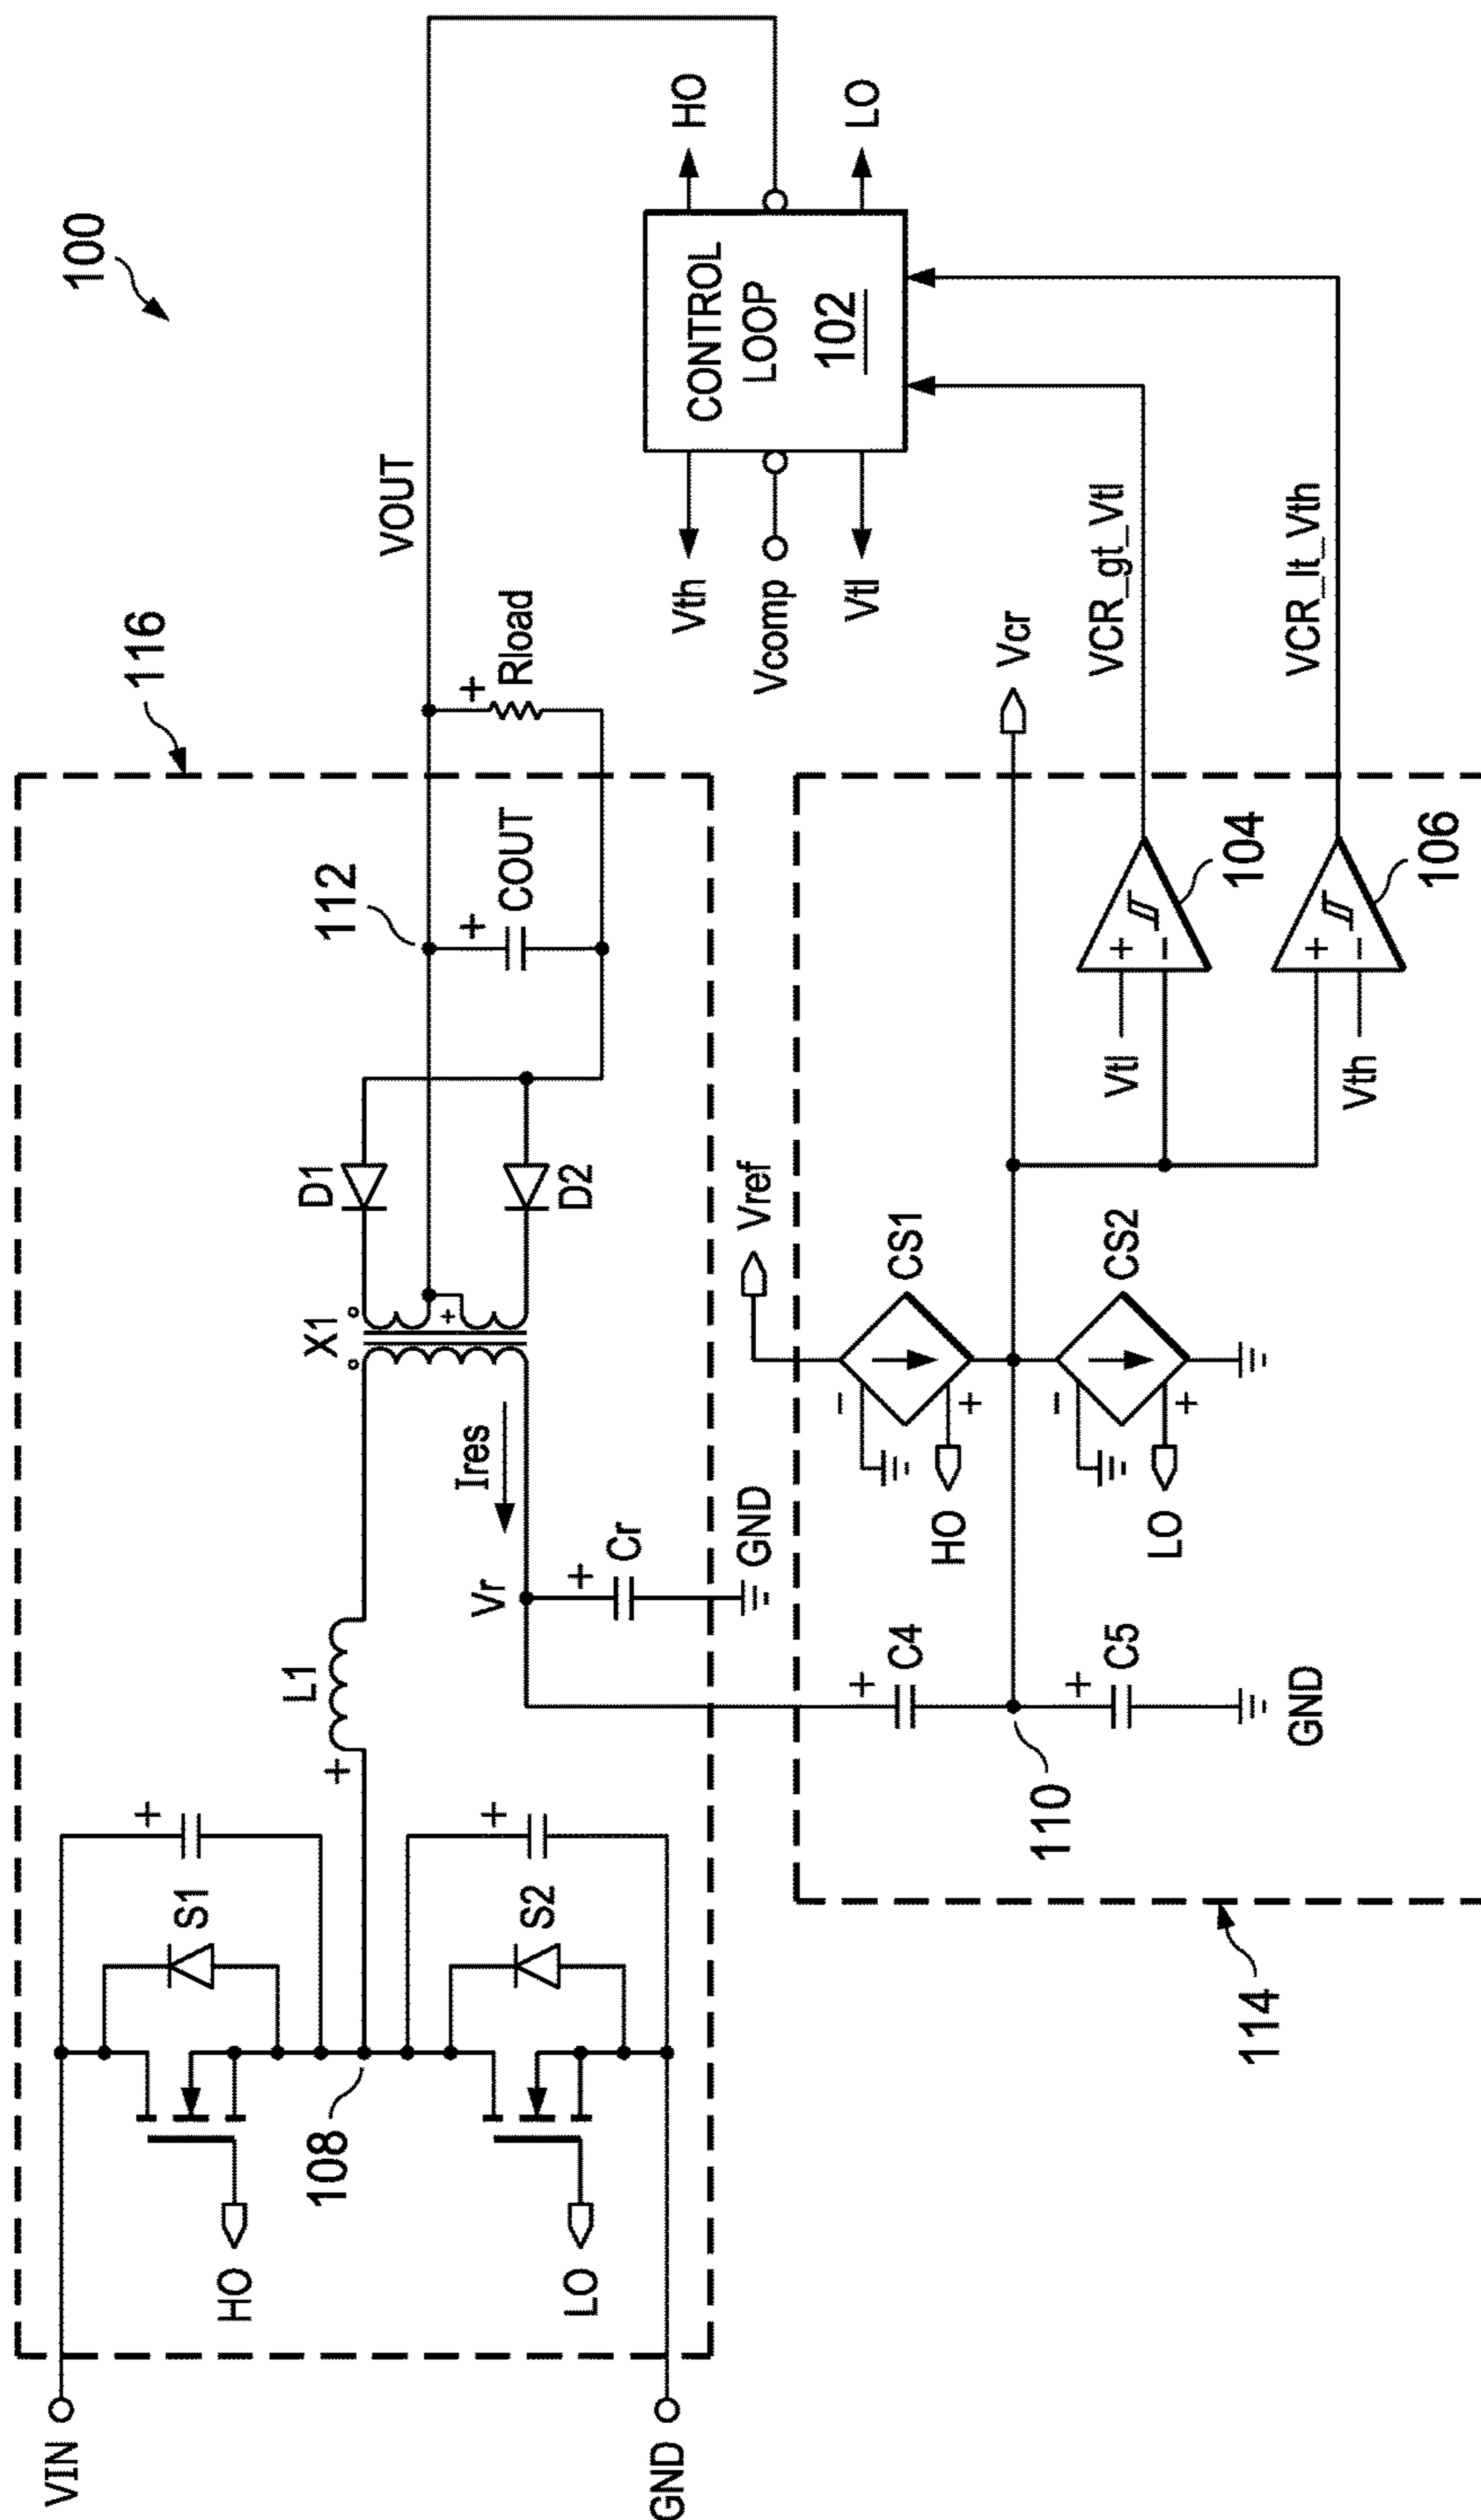 100
116
VIN
HO
S1
108
L1
X1
D1
112
VOUT
COUT
Rload
LO
S2
Ires
Vr
Cr
GND
D2
GND
Vref
Vth
Vcomp
Vtl
CONTROL
LOOP
102
HO
LO
C4
C5
GND
110
HO
CS1
LO
CS2
Vcr
Vtl
104
VCR_gt_Vtl
Vth
106
VCR_lt_Vth
114